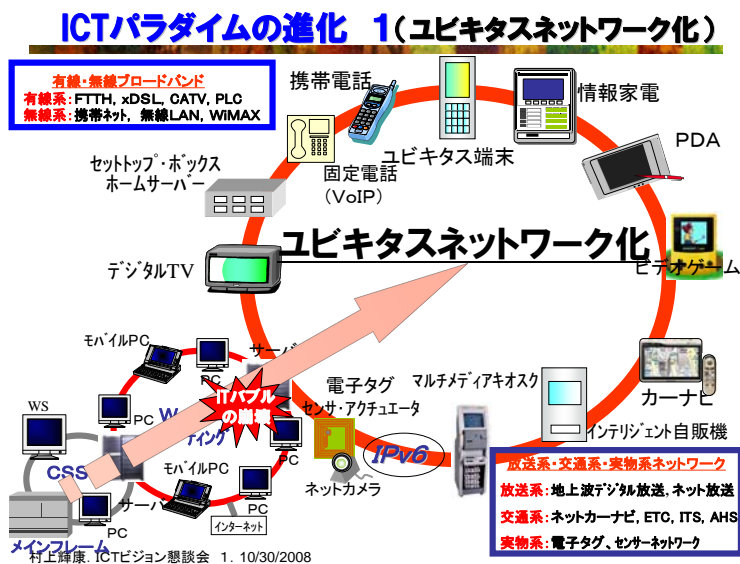 ICTパラダイムの進化 1(ユビキタスネットワーク化)
有線・無線ブロードバンド
有線系:FTTH, xDSL, CATV, PLC
無線系:携帯ネット, 無線LAN, WiMAX
携帯電話
情報家電
ユビキタス端末
PDA
固定電話
(VoIP)
セットトップ・ボックス
ホームサーバー
ユビキタスネットワーク化
デジタルTV
ビデオゲーム
モバイルPC
サーバ
PC
ITバブル
の崩壊
電子タグ
センサ・アクチュエータ
マルチメディアキオスク
カーナビ
WS
PC
W
ティング
PC
インテリジェント自販機
IPv6
CSS
モバイルPC
ネットカメラ
サーバ
PC
PC
インターネット
メインフレーム
放送系・交通系・実物系ネットワーク
放送系:地上波デジタル放送, ネット放送
交通系:ネットカーナビ, ETC, ITS, AHS
実物系:電子タグ、センサーネットワーク
村上輝康. ICTビジョン懇談会 1. 10/30/2008